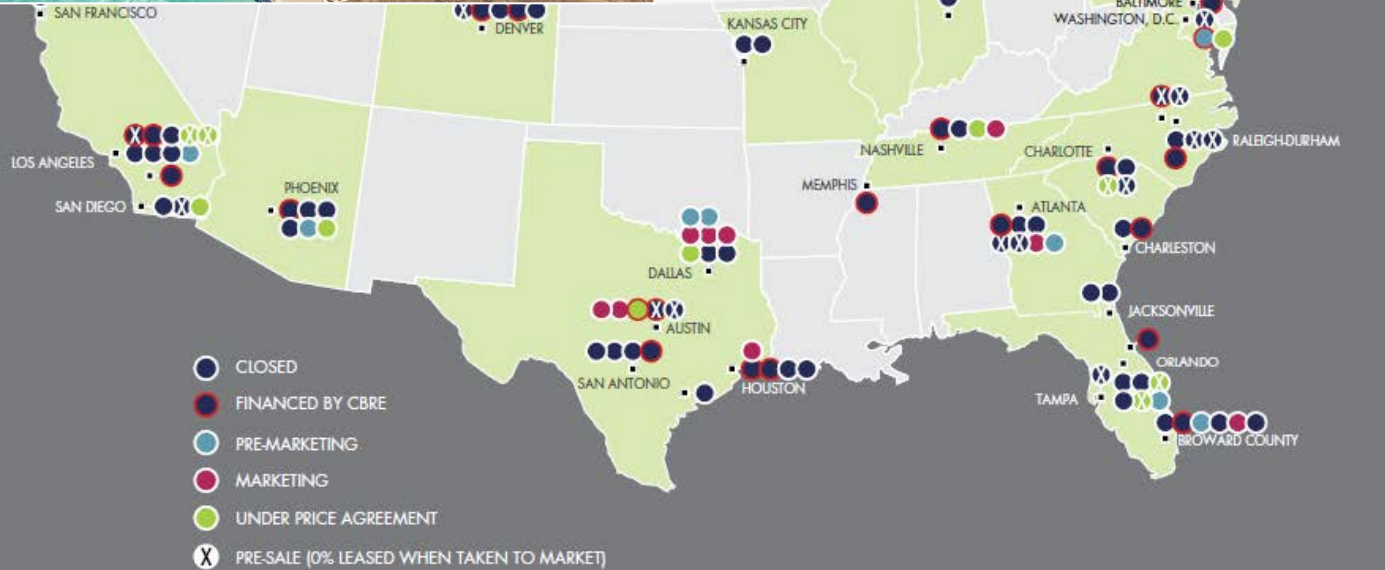 SAN FRANCISCO
DENVER
KANSAS CITY
BALTIMORE
WASHINGTON, D.C.
LOS ANGELES
SAN DIEGO
PHOENIX
NASHVILLE
MEMPHIS
CHARLOTTE
RALEIGH-DURHAM
ATLANTA
CHARLESTON
DALLAS
AUSTIN
SAN ANTONIO
HOUSTON
JACKSONVILLE
ORLANDO
TAMPA
BROWARD COUNTY
CLOSED
FINANCED BY CBRE
PRE-MARKETING
MARKETING
UNDER PRICE AGREEMENT
X PRE-SALE (0% LEASED WHEN TAKEN TO MARKET)